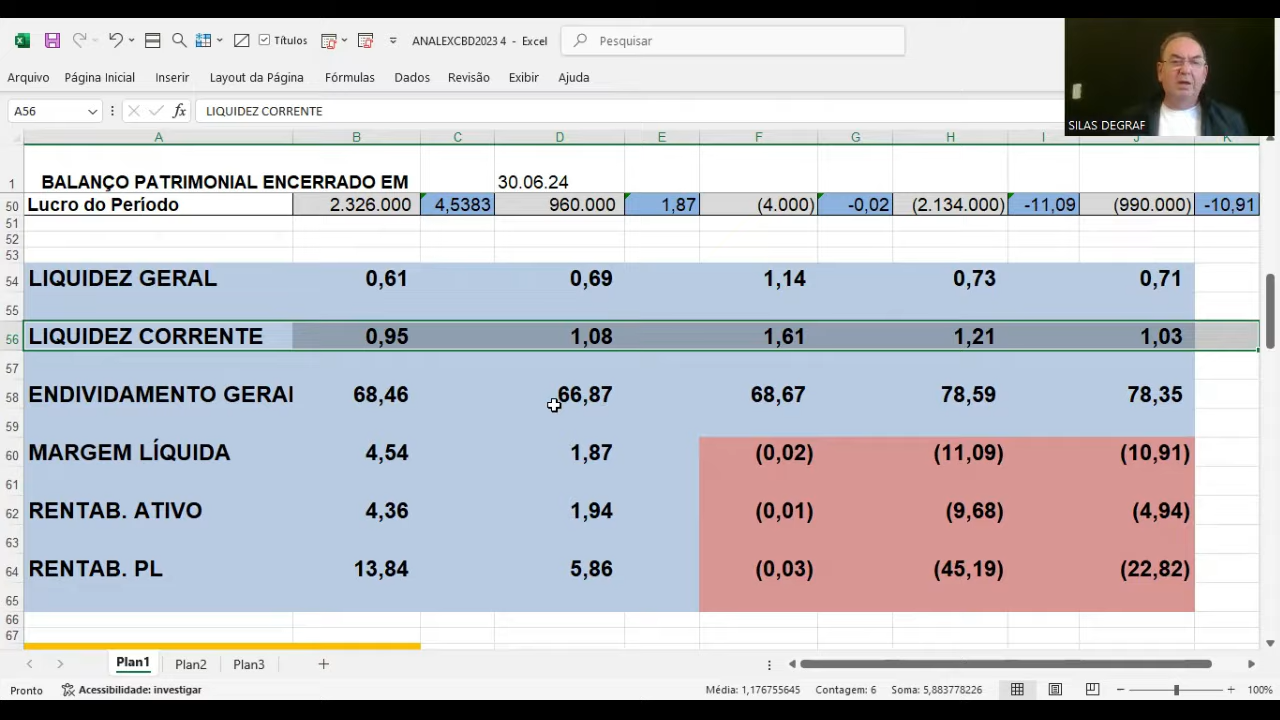 Títulos
ANALEXCBD2023 4 - Excel
Pesquisar
SILAS DEGRAF
Arquivo Página Inicial Inserir Layout da Página Fórmulas Dados Revisão Exibir Ajuda
A56 fx LIQUIDEZ CORRENTE
A B C D E F G H I J K
1 BALANÇO PATRIMONIAL ENCERRADO EM 30.06.24
50 Lucro do Período 2.326.000 4,5383 960.000 1,87 (4.000) -0,02 (2.134.000) -11,09 (990.000) -10,91
51
52
53
54 LIQUIDEZ GERAL 0,61 0,69 1,14 0,73 0,71
55
56 LIQUIDEZ CORRENTE 0,95 1,08 1,61 1,21 1,03
57
58 ENDIVIDAMENTO GERAI 68,46 66,87 68,67 78,59 78,35
59
60 MARGEM LÍQUIDA 4,54 1,87 (0,02) (11,09) (10,91)
61
62 RENTAB. ATIVO 4,36 1,94 (0,01) (9,68) (4,94)
63
64 RENTAB. PL 13,84 5,86 (0,03) (45,19) (22,82)
65
66
67
Plan1 Plan2 Plan3
Pronto Acessibilidade: investigar Média: 1,176755645 Contagem: 6 Soma: 5,883778226 100%